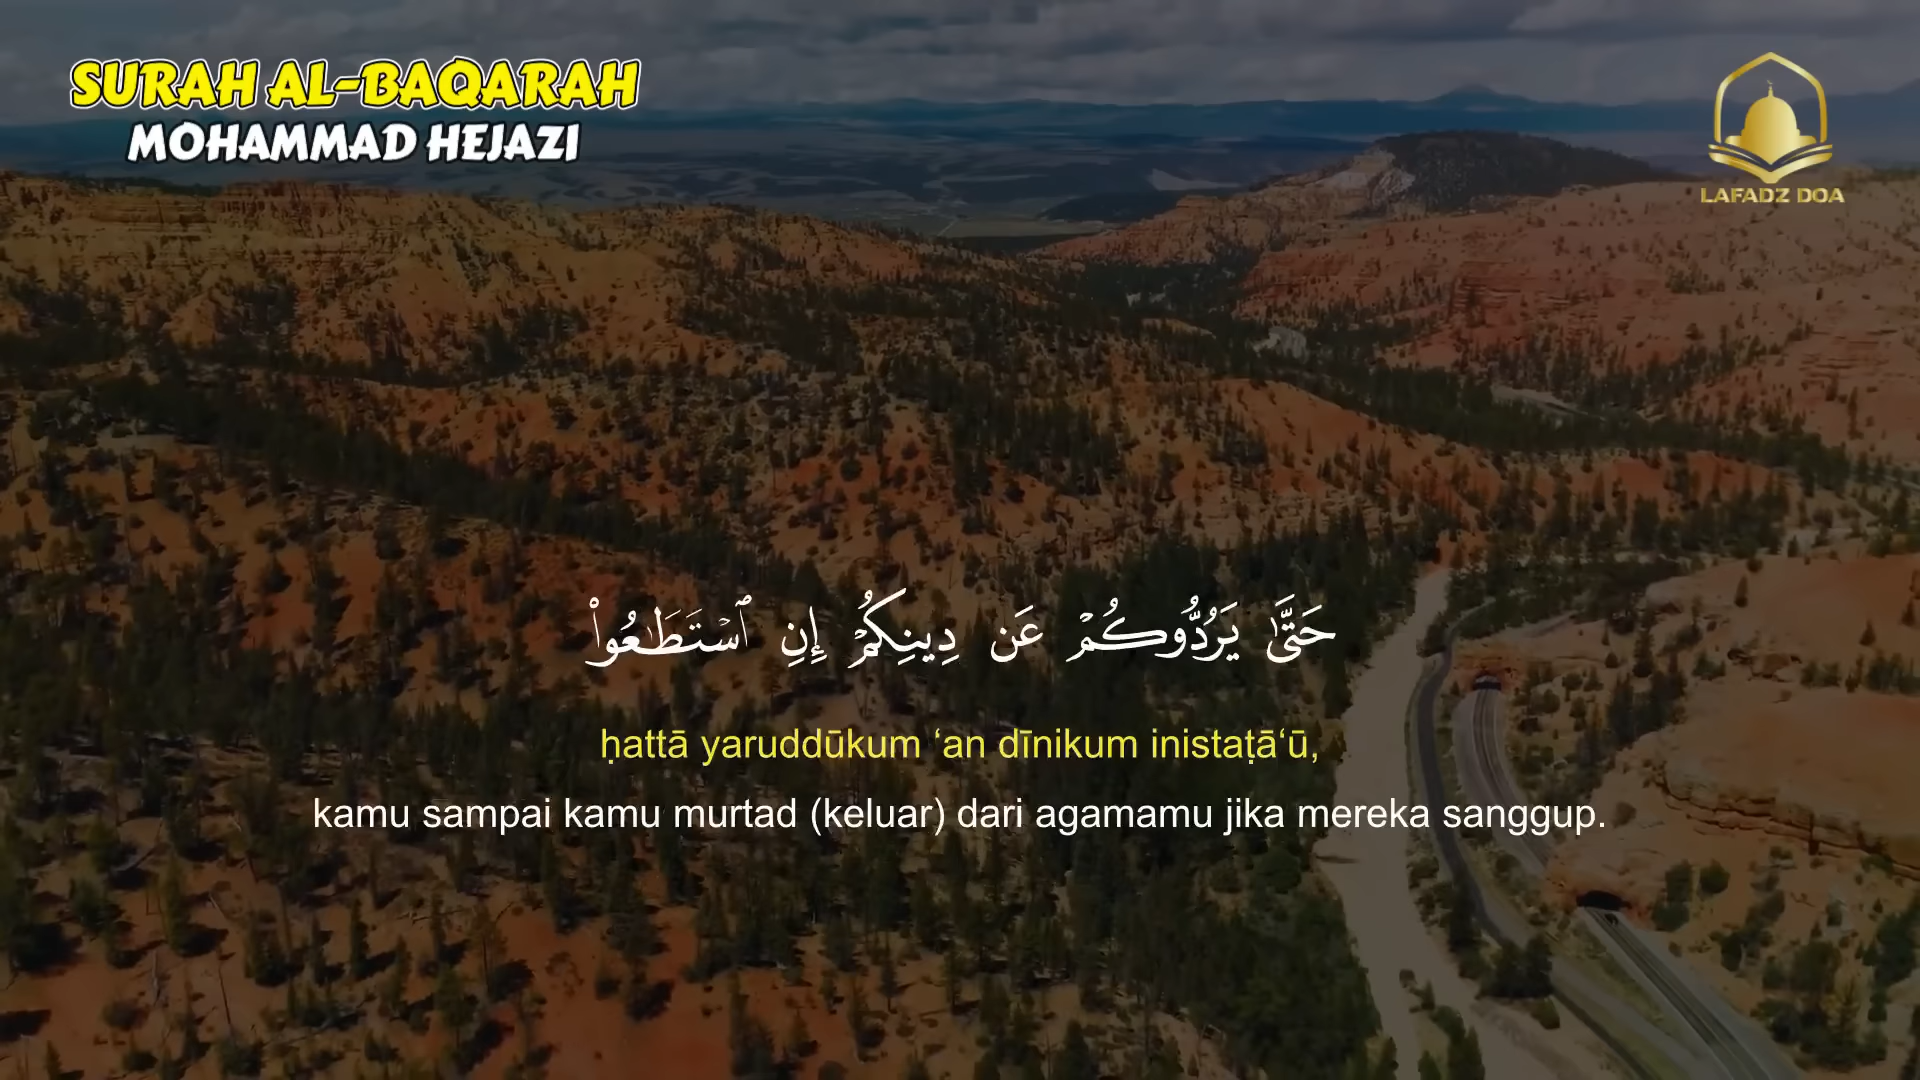 SURAH AL-BAQARAH
MOHAMMAD HEJAZI
LAFADZ DOA
حَتَّىٰ يَرُدُّوكُمْ عَن دِينِكُمْ إِنِ ٱسْتَطَـٰعُوا۟
ḥattā yaruddūkum ‘an dīnikum inistaṭā‘ū,
kamu sampai kamu murtad (keluar) dari agamamu jika mereka sanggup.